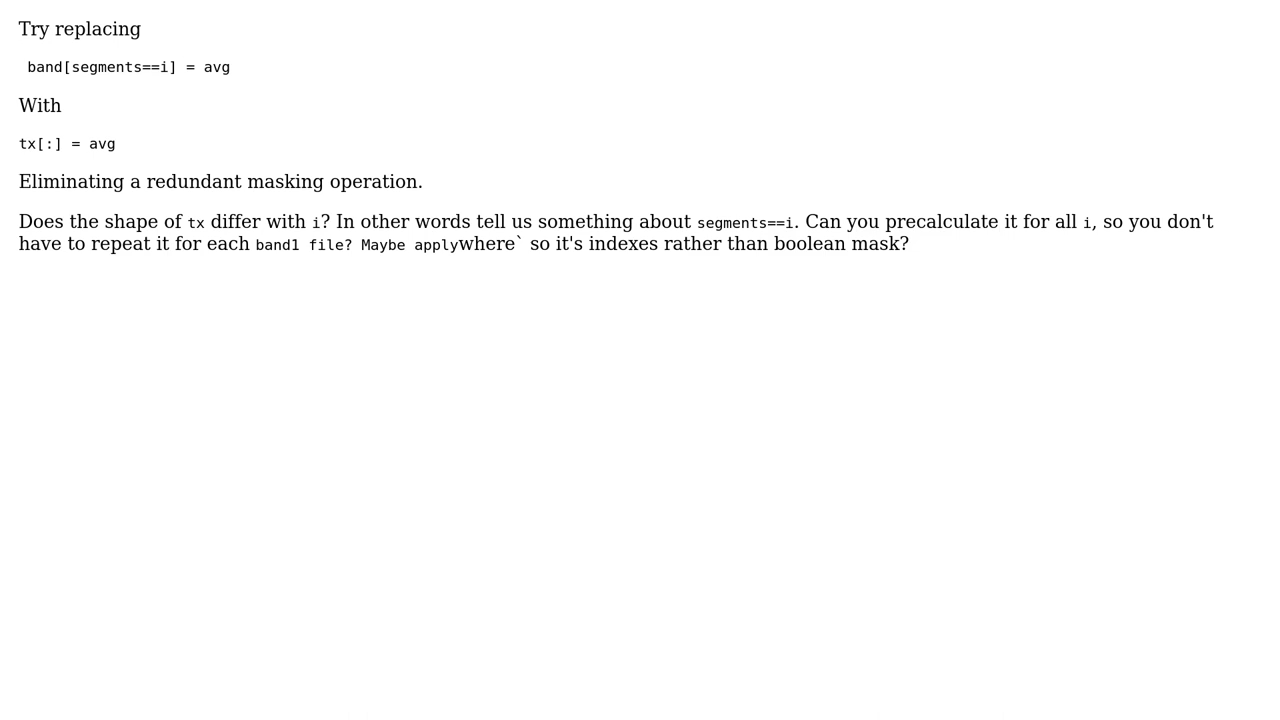 Try replacing
band[segments==i] = avg
With
tx[:] = avg
Eliminating a redundant masking operation.
Does the shape of tx differ with i? In other words tell us something about segments==i. Can you precalculate it for all i, so you don't
have to repeat it for each band1 file? Maybe applywhere` so it's indexes rather than boolean mask?